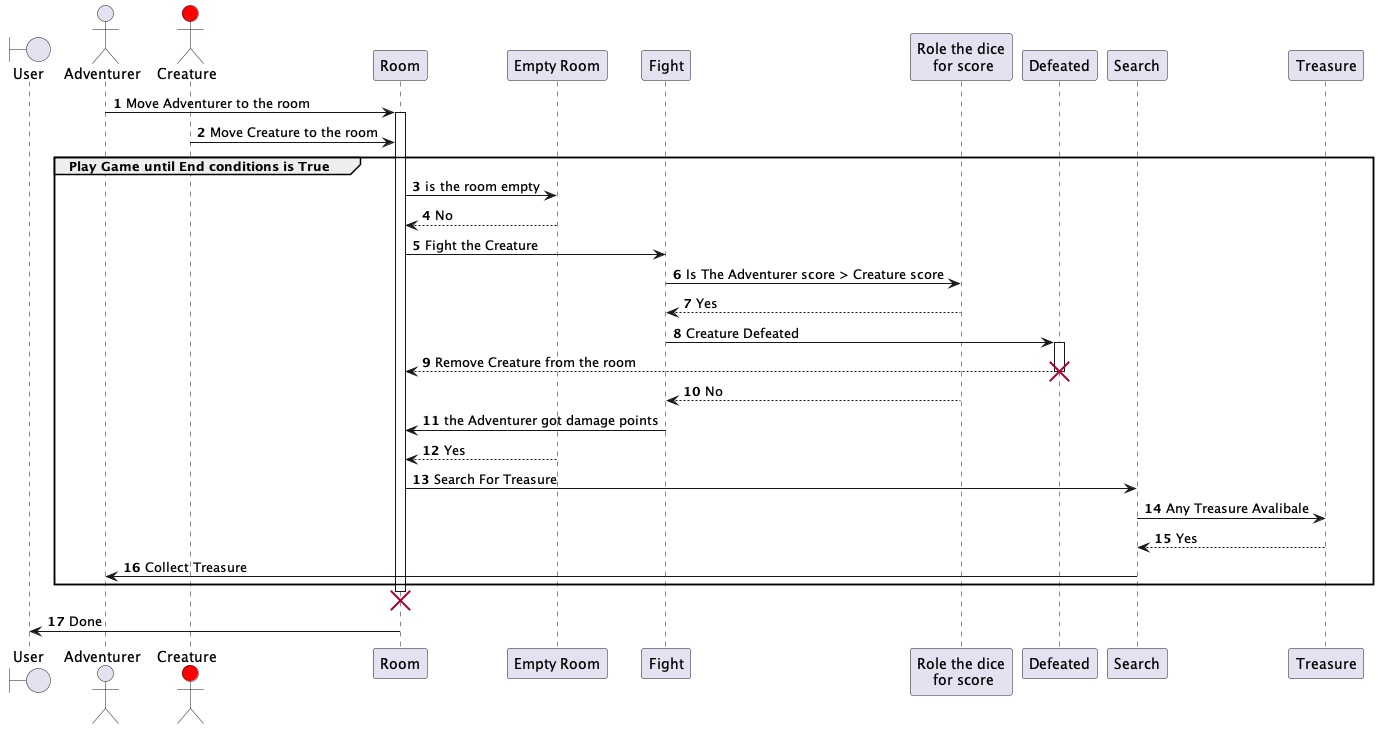 User
Adventurer
Creature
Room
Empty Room
Fight
Role the dice
for score
Defeated
Search
Treasure
1 Move Adventurer to the room
2 Move Creature to the room
Play Game until End conditions is True
3 is the room empty
4 No
5 Fight the Creature
6 Is The Adventurer score > Creature score
7 Yes
8 Creature Defeated
9 Remove Creature from the room
10 No
11 the Adventurer got damage points
12 Yes
13 Search For Treasure
14 Any Treasure Avalibale
15 Yes
16 Collect Treasure
17 Done
User
Adventurer
Creature
Room
Empty Room
Fight
Role the dice
for score
Defeated
Search
Treasure